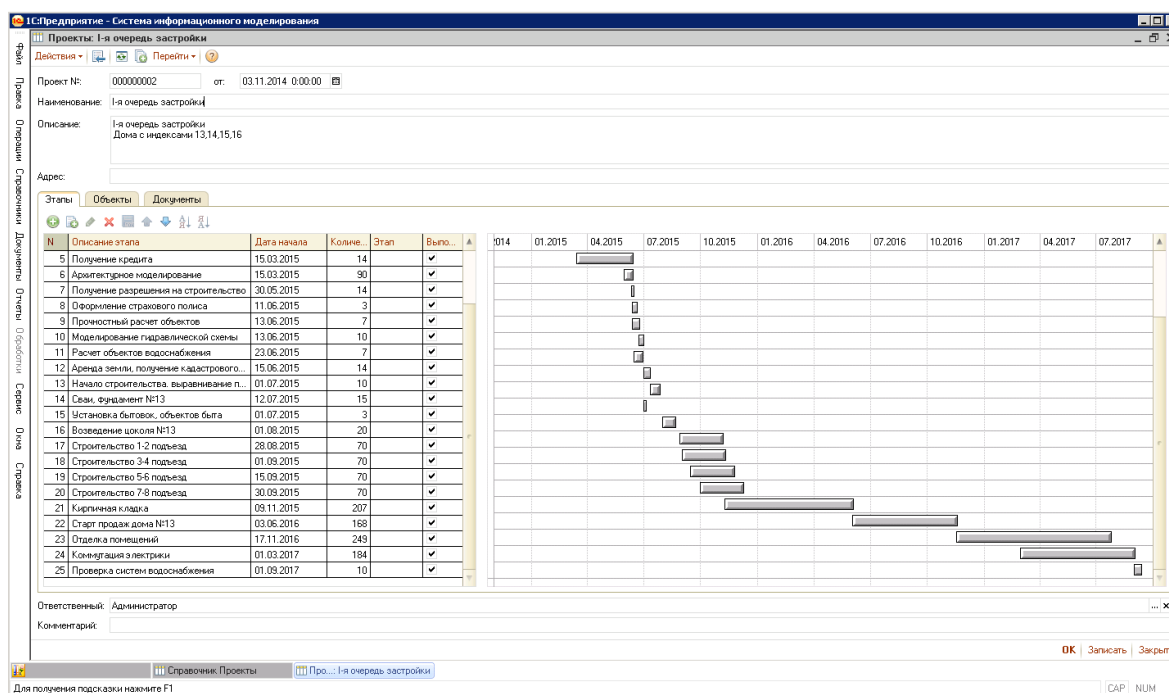 1С:Предприятие - Система информационного моделирования
Проекты: I-я очередь застройки
Действия Перейти
Файл
Правка
Операции
Справочники
Документы
Отчеты
Обработки
Сервис
Окна
Справка
Проект №: 000000002 от: 03.11.2014 0:00:00
Наименование: I-я очередь застройки
Описание: I-я очередь застройки
Дома с индексами 13,14,15,16
Адрес:
Этапы Объекты Документы
N Описание этапа Дата начала Количе... Этап Выпо...
2014 01.2015 04.2015 07.2015 10.2015 01.2016 04.2016 07.2016 10.2016 01.2017 04.2017 07.2017
5 Получение кредита 15.03.2015 14
6 Архитектурное моделирование 15.03.2015 90
7 Получение разрешения на строительство 30.05.2015 14
8 Оформление страхового полиса 11.06.2015 3
9 Прочностный расчет объектов 13.06.2015 7
10 Моделирование гидравлической схемы 13.06.2015 10
11 Расчет объектов водоснабжения 23.06.2015 7
12 Аренда земли, получение кадастрового... 15.06.2015 14
13 Начало строительства. выравнивание п... 01.07.2015 10
14 Сваи, фундамент №13 12.07.2015 15
15 Установка бытовок, объектов быта 01.07.2015 3
16 Возведение цоколя №13 01.08.2015 20
17 Строительство 1-2 подъезд 28.08.2015 70
18 Строительство 3-4 подъезд 01.09.2015 70
19 Строительство 5-6 подъезд 15.09.2015 70
20 Строительство 7-8 подъезд 30.09.2015 70
21 Кирпичная кладка 09.11.2015 207
22 Старт продаж дома №13 03.06.2016 168
23 Отделка помещений 17.11.2016 249
24 Коммутация электрики 01.03.2017 184
25 Проверка систем водоснабжения 01.09.2017 10
Ответственный: Администратор
Комментарий:
OK Записать Закрыт
Справочник Проекты Про...: I-я очередь застройки
Для получения подсказки нажмите F1 CAP NUM